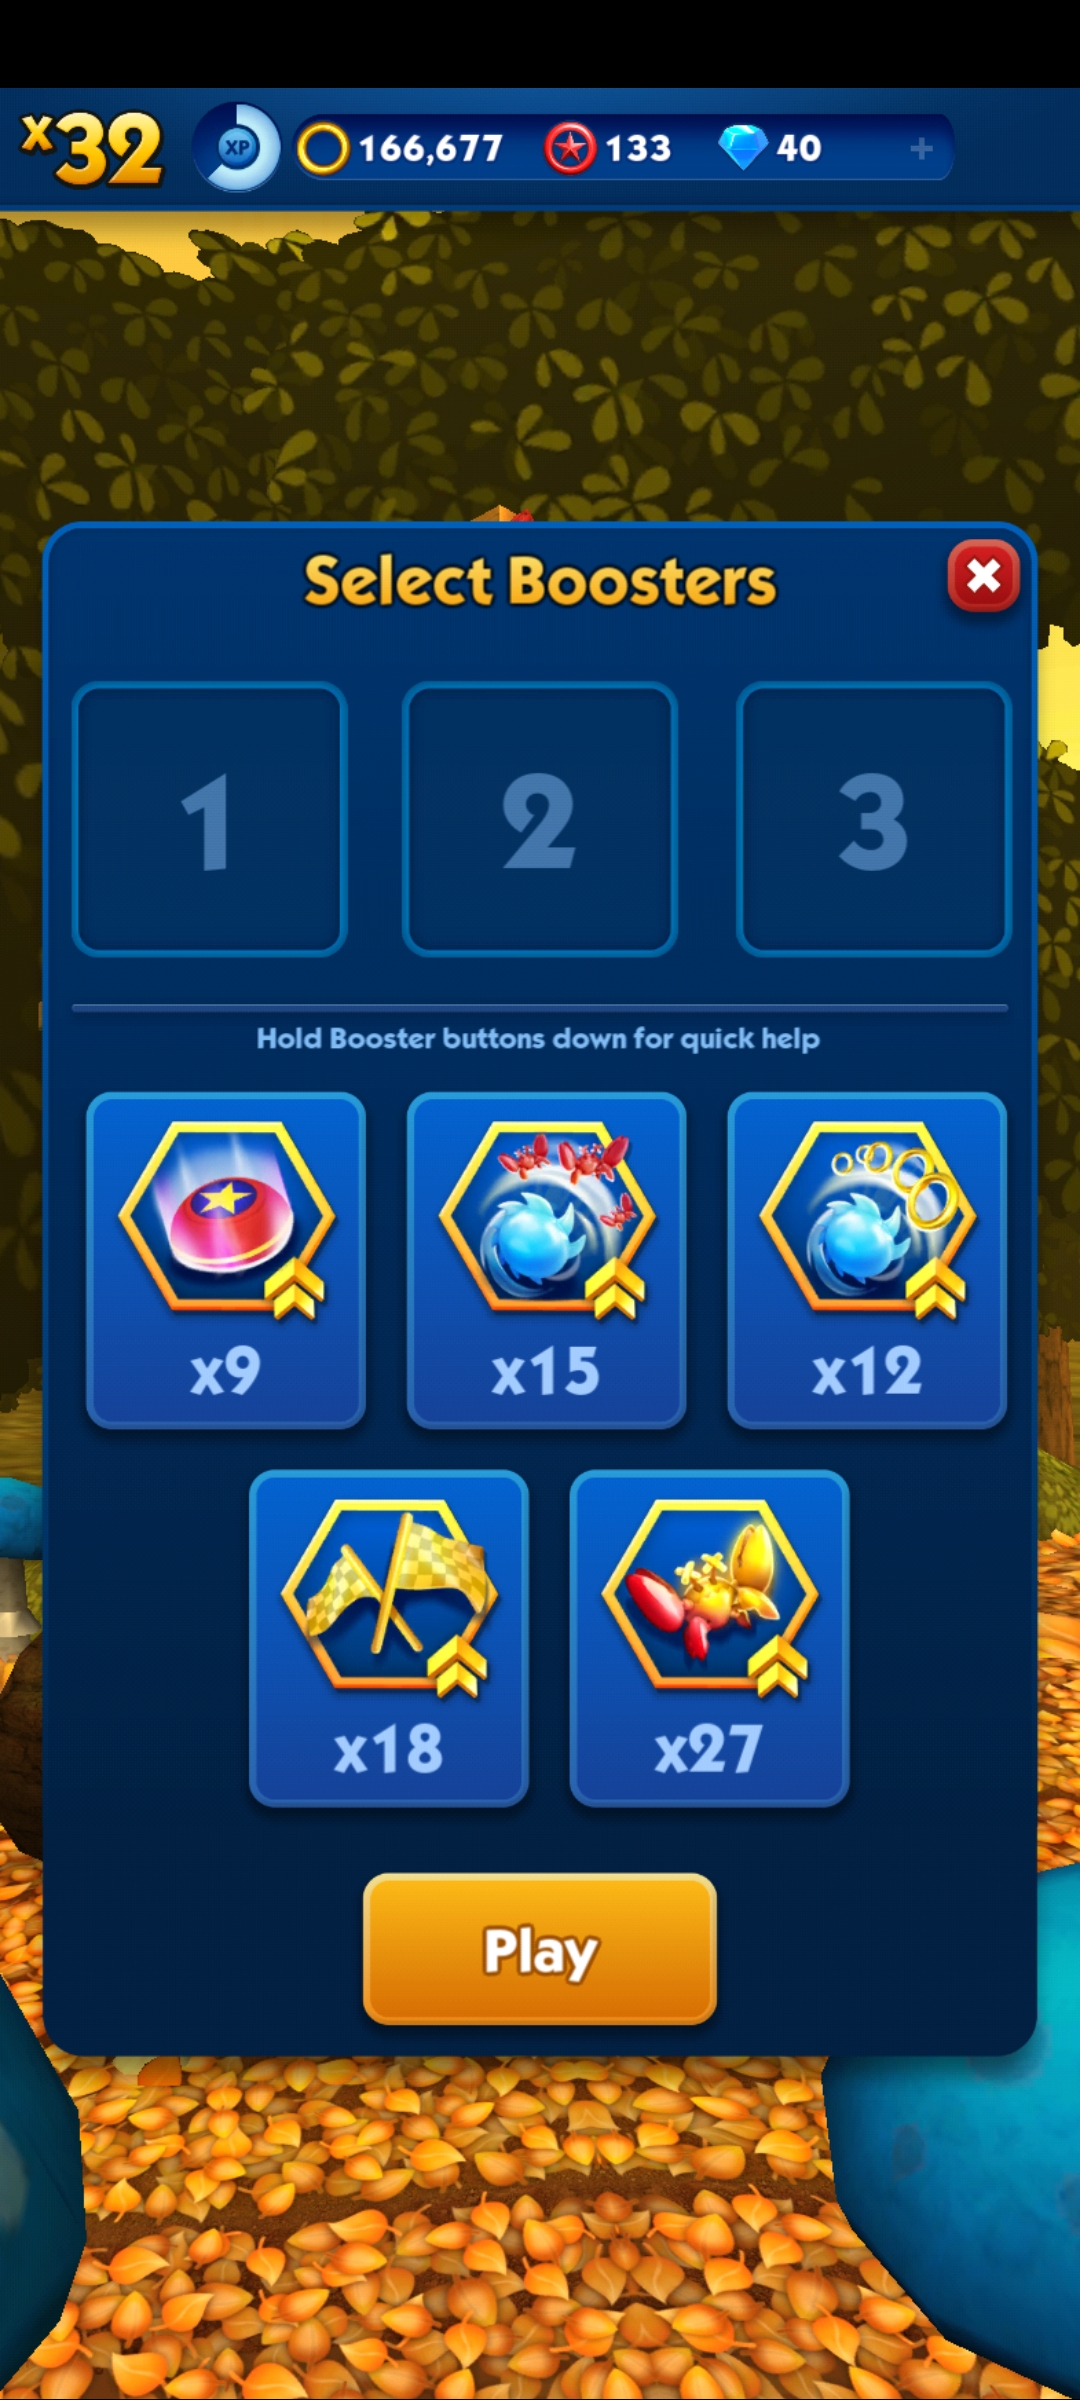 x32 XP 166,677 133 40 +
Select Boosters
1 2 3
Hold Booster buttons down for quick help
x9 x15 x12
x18 x27
Play